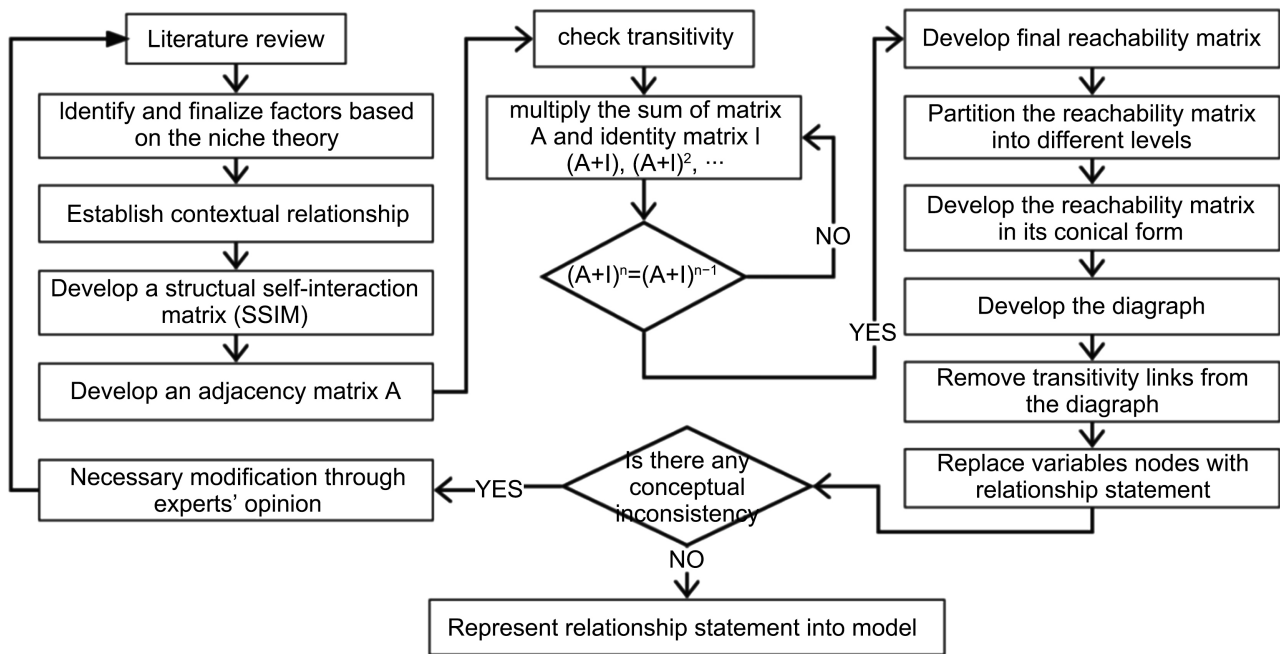 Literature review
Identify and finalize factors based
on the niche theory
Establish contextual relationship
Develop a structual self-interaction
matrix (SSIM)
Develop an adjacency matrix A
check transitivity
multiply the sum of matrix
A and identity matrix I
(A+I), (A+I)², ···
(A+I)ⁿ=(A+I)ⁿ⁻¹
NO
YES
Develop final reachability matrix
Partition the reachability matrix
into different levels
Develop the reachability matrix
in its conical form
Develop the diagraph
Remove transitivity links from
the diagraph
Replace variables nodes with
relationship statement
Is there any
conceptual
inconsistency
YES
Necessary modification through
experts’ opinion
NO
Represent relationship statement into model